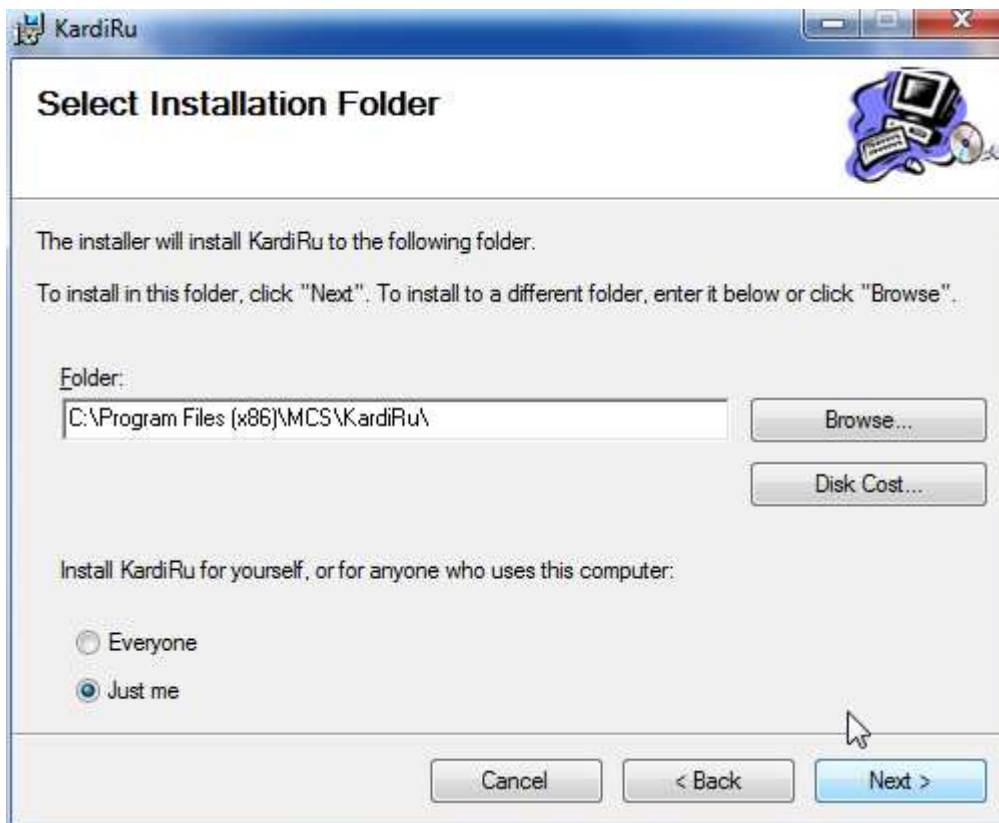 KardiRu
Select Installation Folder
The installer will install KardiRu to the following folder.
To install in this folder, click "Next". To install to a different folder, enter it below or click "Browse".
Folder:
C:\Program Files (x86)\MCS\KardiRu\
Browse...
Disk Cost...
Install KardiRu for yourself, or for anyone who uses this computer:
Everyone
Just me
Cancel
< Back
Next >